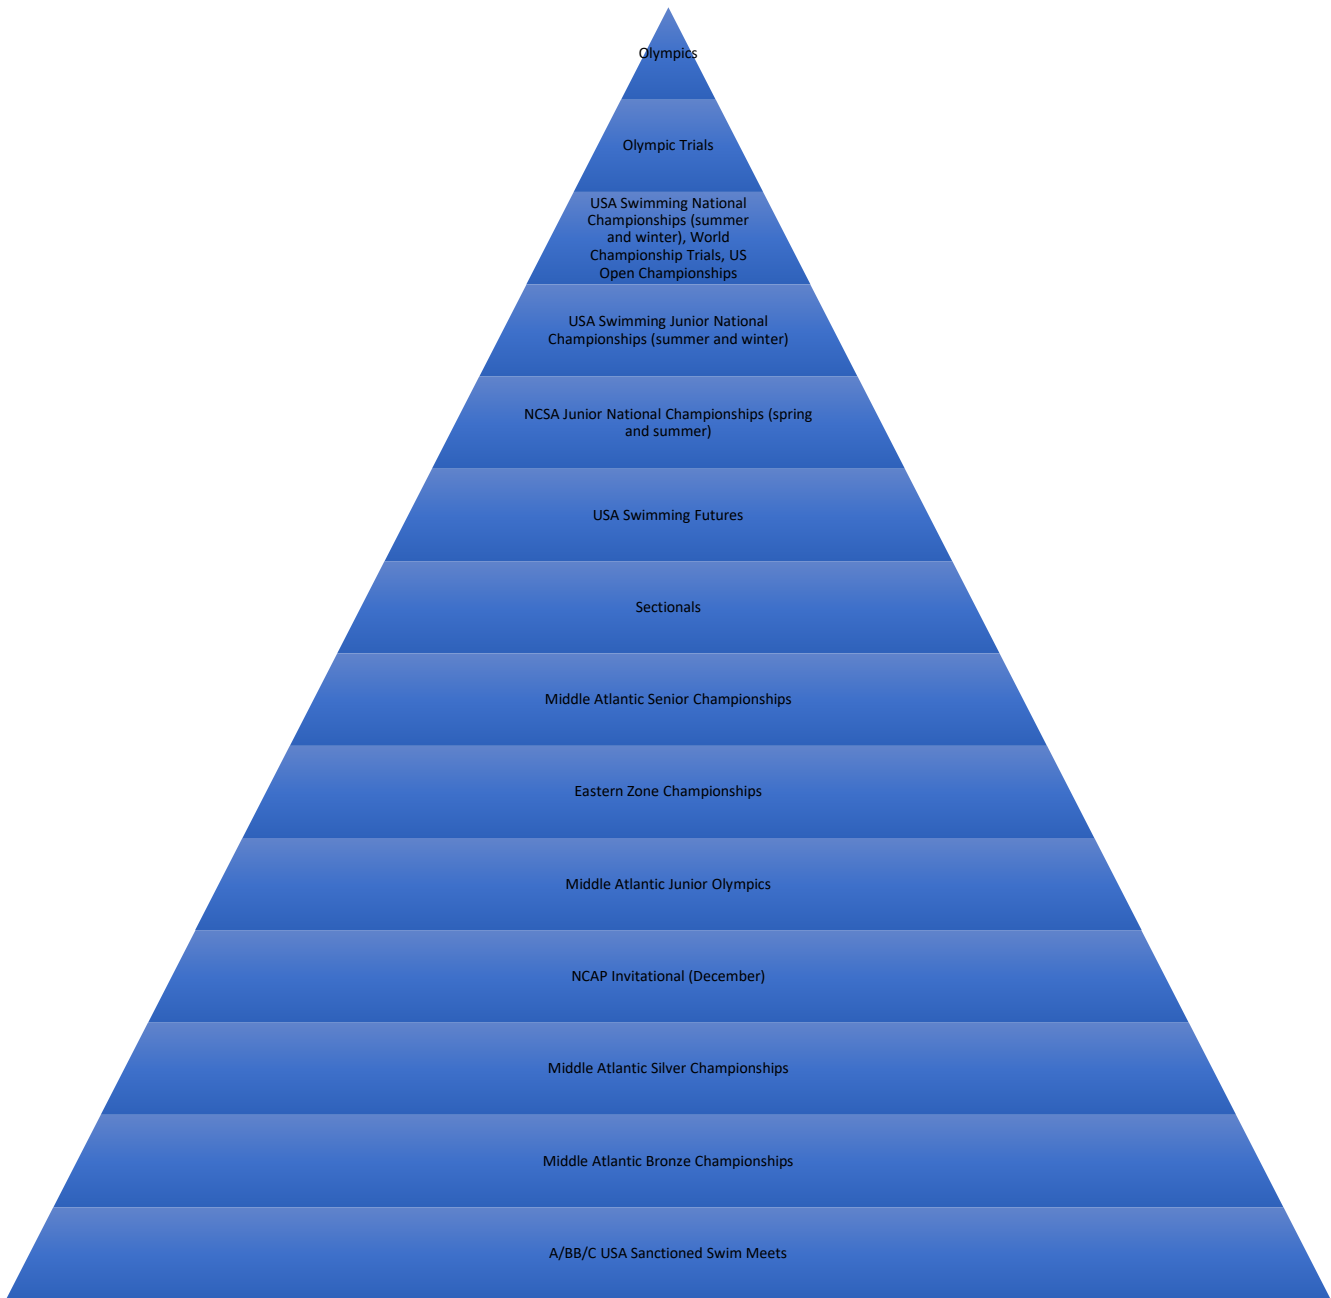 Olympics
Olympic Trials
USA Swimming National
Championships (summer
and winter), World
Championship Trials, US
Open Championships
USA Swimming Junior National
Championships (summer and winter)
NCSA Junior National Championships (spring
and summer)
USA Swimming Futures
Sectionals
Middle Atlantic Senior Championships
Eastern Zone Championships
Middle Atlantic Junior Olympics
NCAP Invitational (December)
Middle Atlantic Silver Championships
Middle Atlantic Bronze Championships
A/BB/C USA Sanctioned Swim Meets